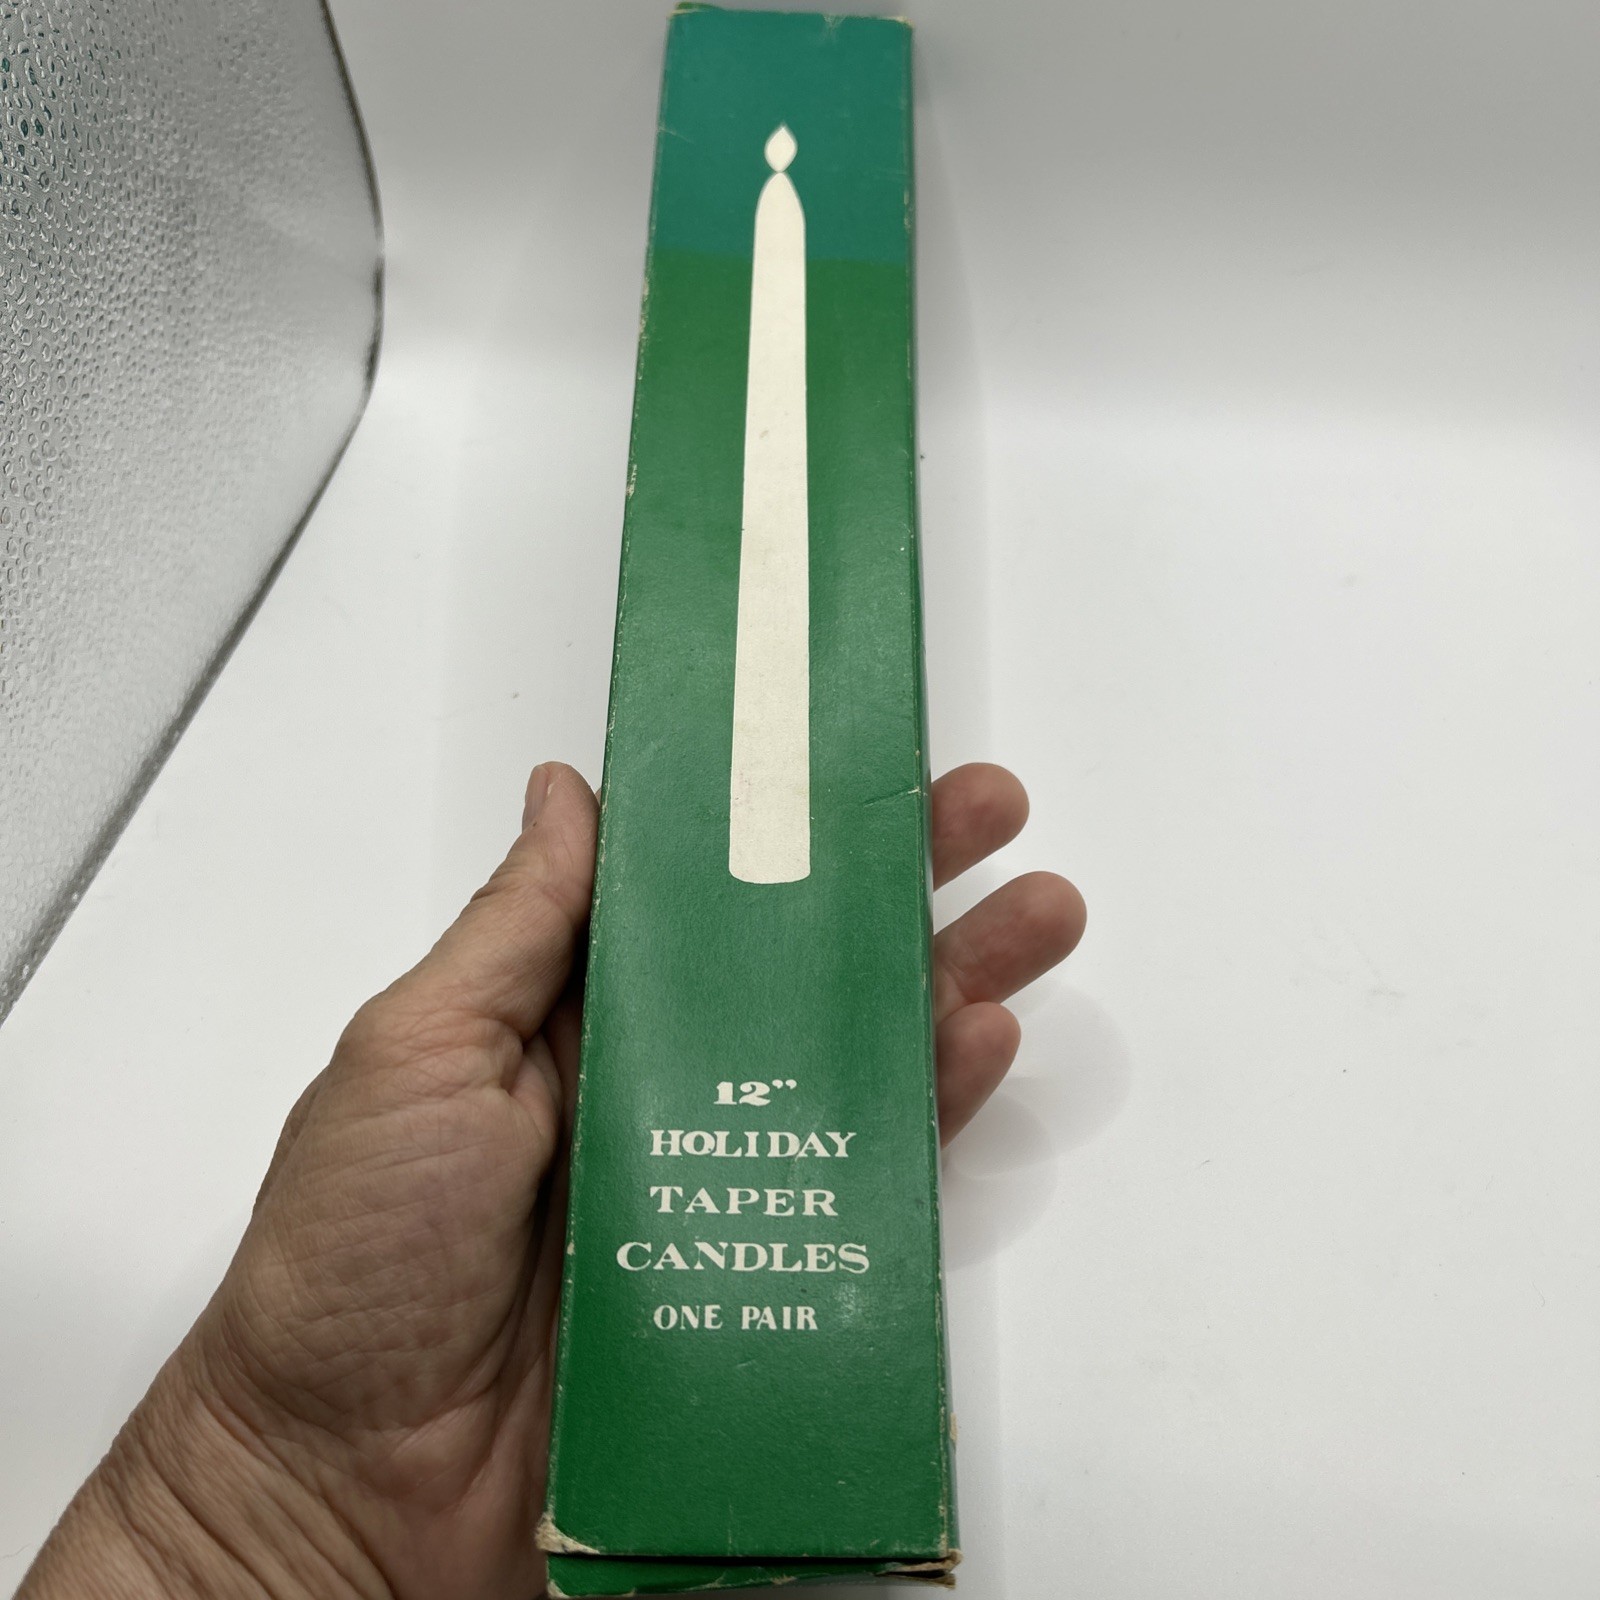 12"
HOLIDAY
TAPER
CANDLES
ONE PAIR